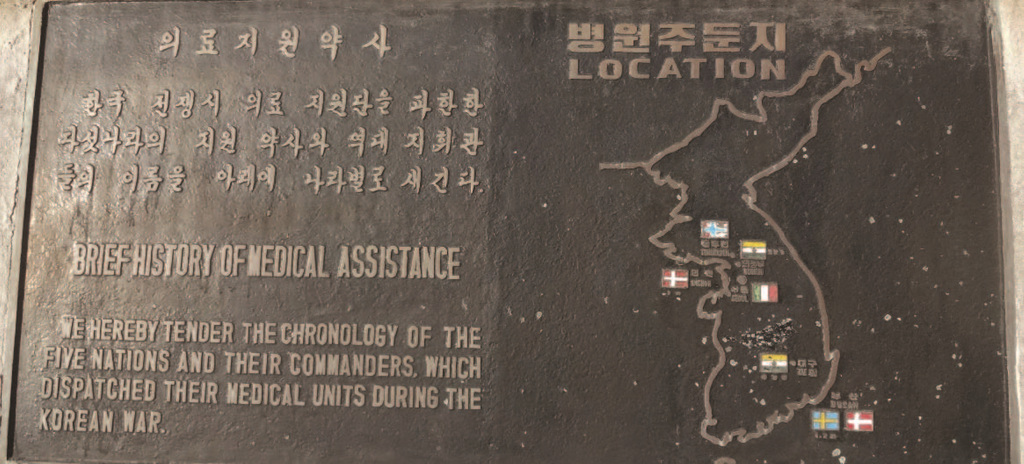 의료지원약사
한국 전쟁시 의료 지원단을 파한한
다섯나라의 지원 약사와 역대 지휘관
들의 이름을 아래에 나라별로 새긴다.
BRIEF HISTORY OF MEDICAL ASSISTANCE
WE HEREBY TENDER THE CHRONOLOGY OF THE
FIVE NATIONS AND THEIR COMMANDERS, WHICH
DISPATCHED THEIR MEDICAL UNITS DURING THE
KOREAN WAR.
병원주둔지
LOCATION